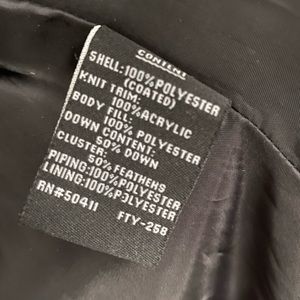 CONTENT
SHELL:100%POLYESTER
(COATED)
KNIT TRIM:
100%ACRYLIC
BODY FILL:
100% POLYESTER
DOWN CONTENT:
50% DOWN
CLUSTER:
50% FEATHERS
PIPING:100%POLYESTER
LINING:100%POLYESTER
RN#50411
FTY-258